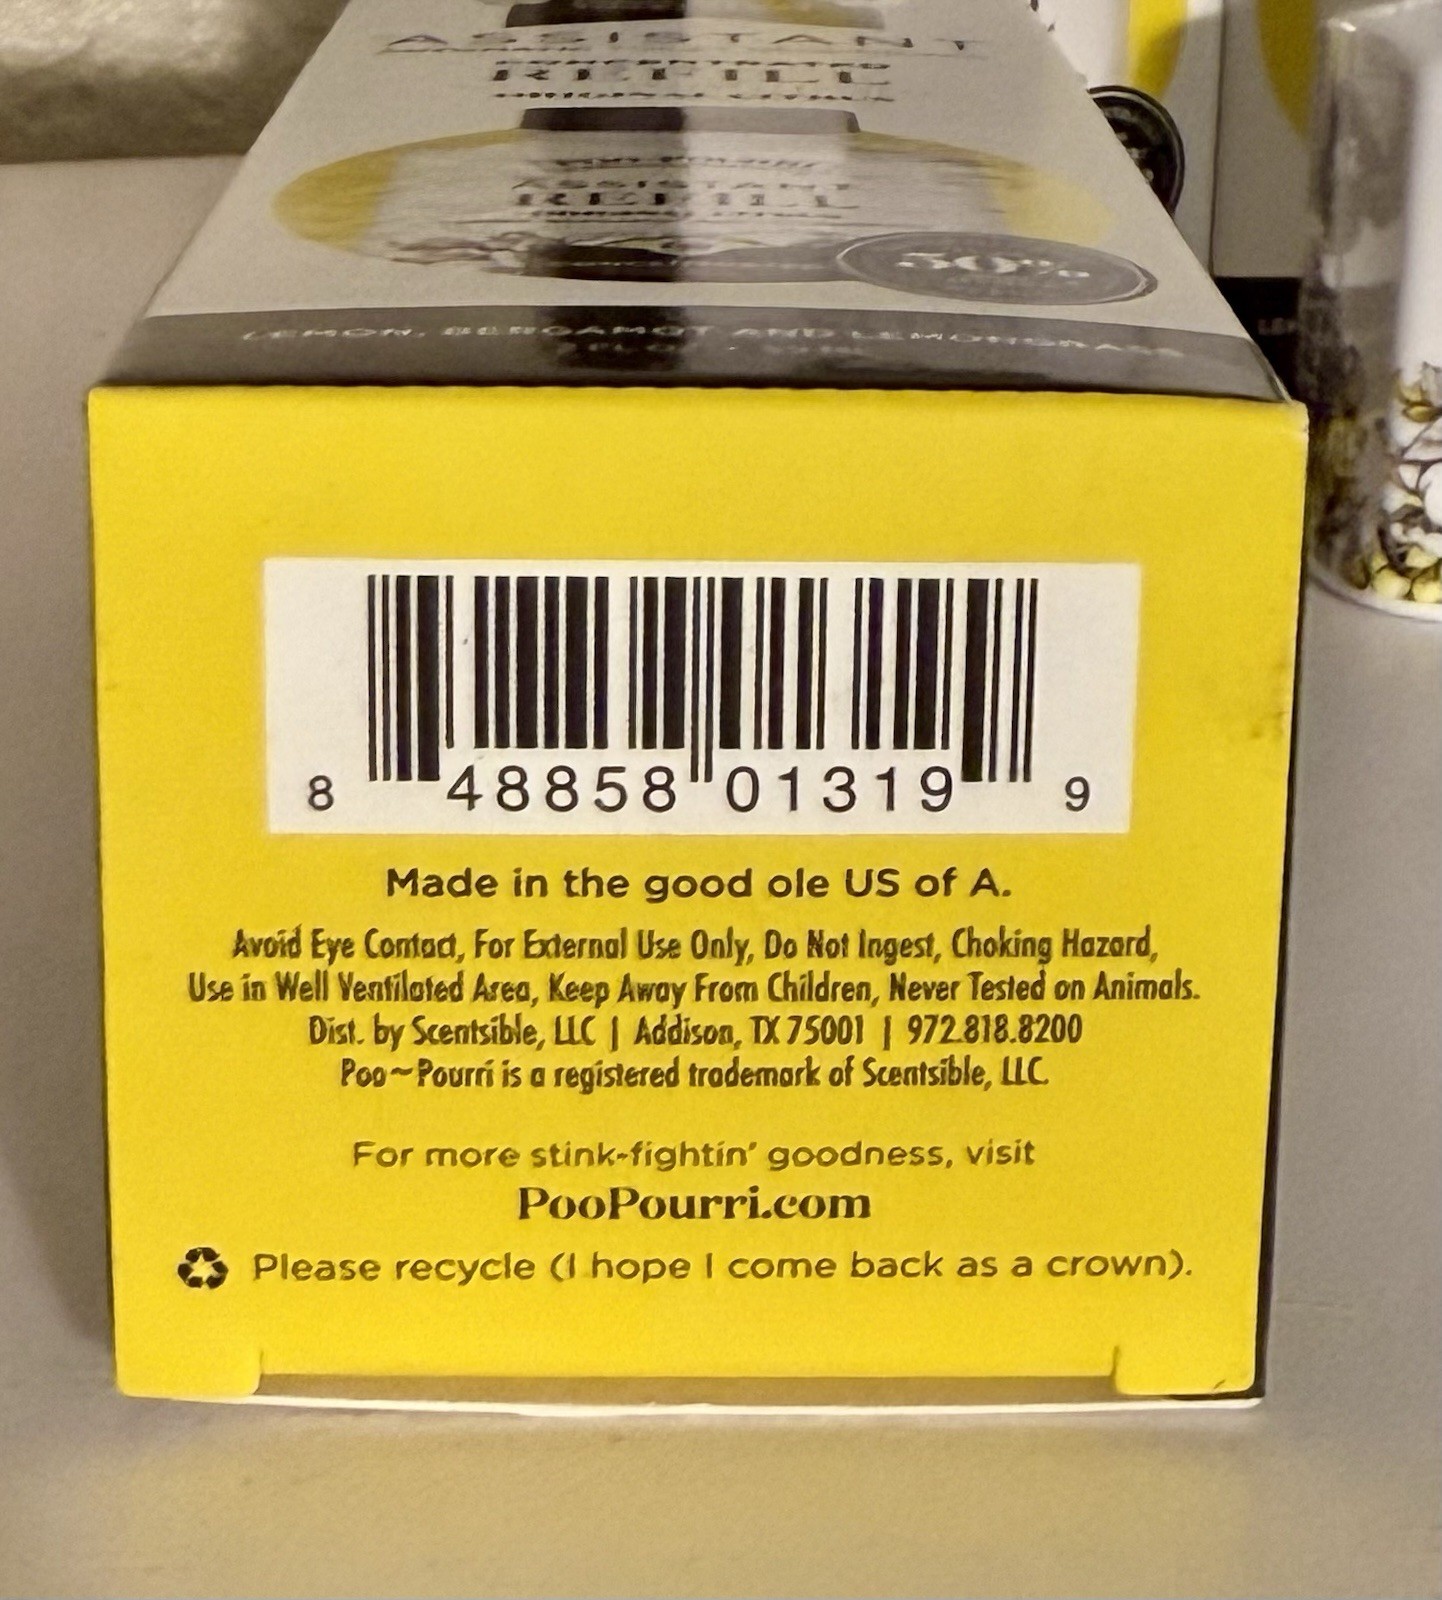 ASSISTANT
CONCENTRATED
REFILL
ORIGINAL CITRUS
ASSISTANT
REFILL
50%
LEMON, BERGAMOT AND LEMONGRASS
8 48858 01319 9
Made in the good ole US of A.
Avoid Eye Contact, For External Use Only, Do Not Ingest, Choking Hazard,
Use in Well Ventilated Area, Keep Away From Children, Never Tested on Animals.
Dist. by Scentsible, LLC | Addison, TX 75001 | 972.818.8200
Poo~Pourri is a registered trademark of Scentsible, LLC.
For more stink-fightin' goodness, visit
PooPourri.com
Please recycle (I hope I come back as a crown).